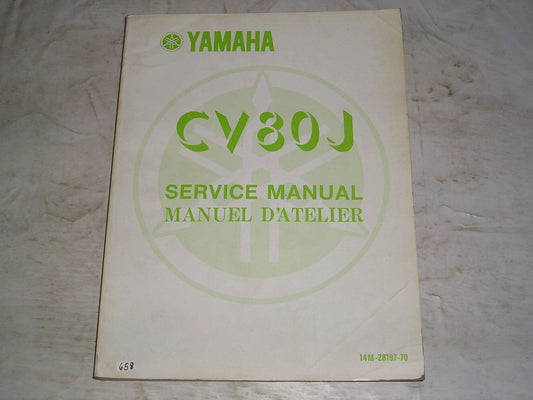 YAMAHA
CV80J
SERVICE MANUAL
MANUEL D'ATELIER
14M-28197-70
658